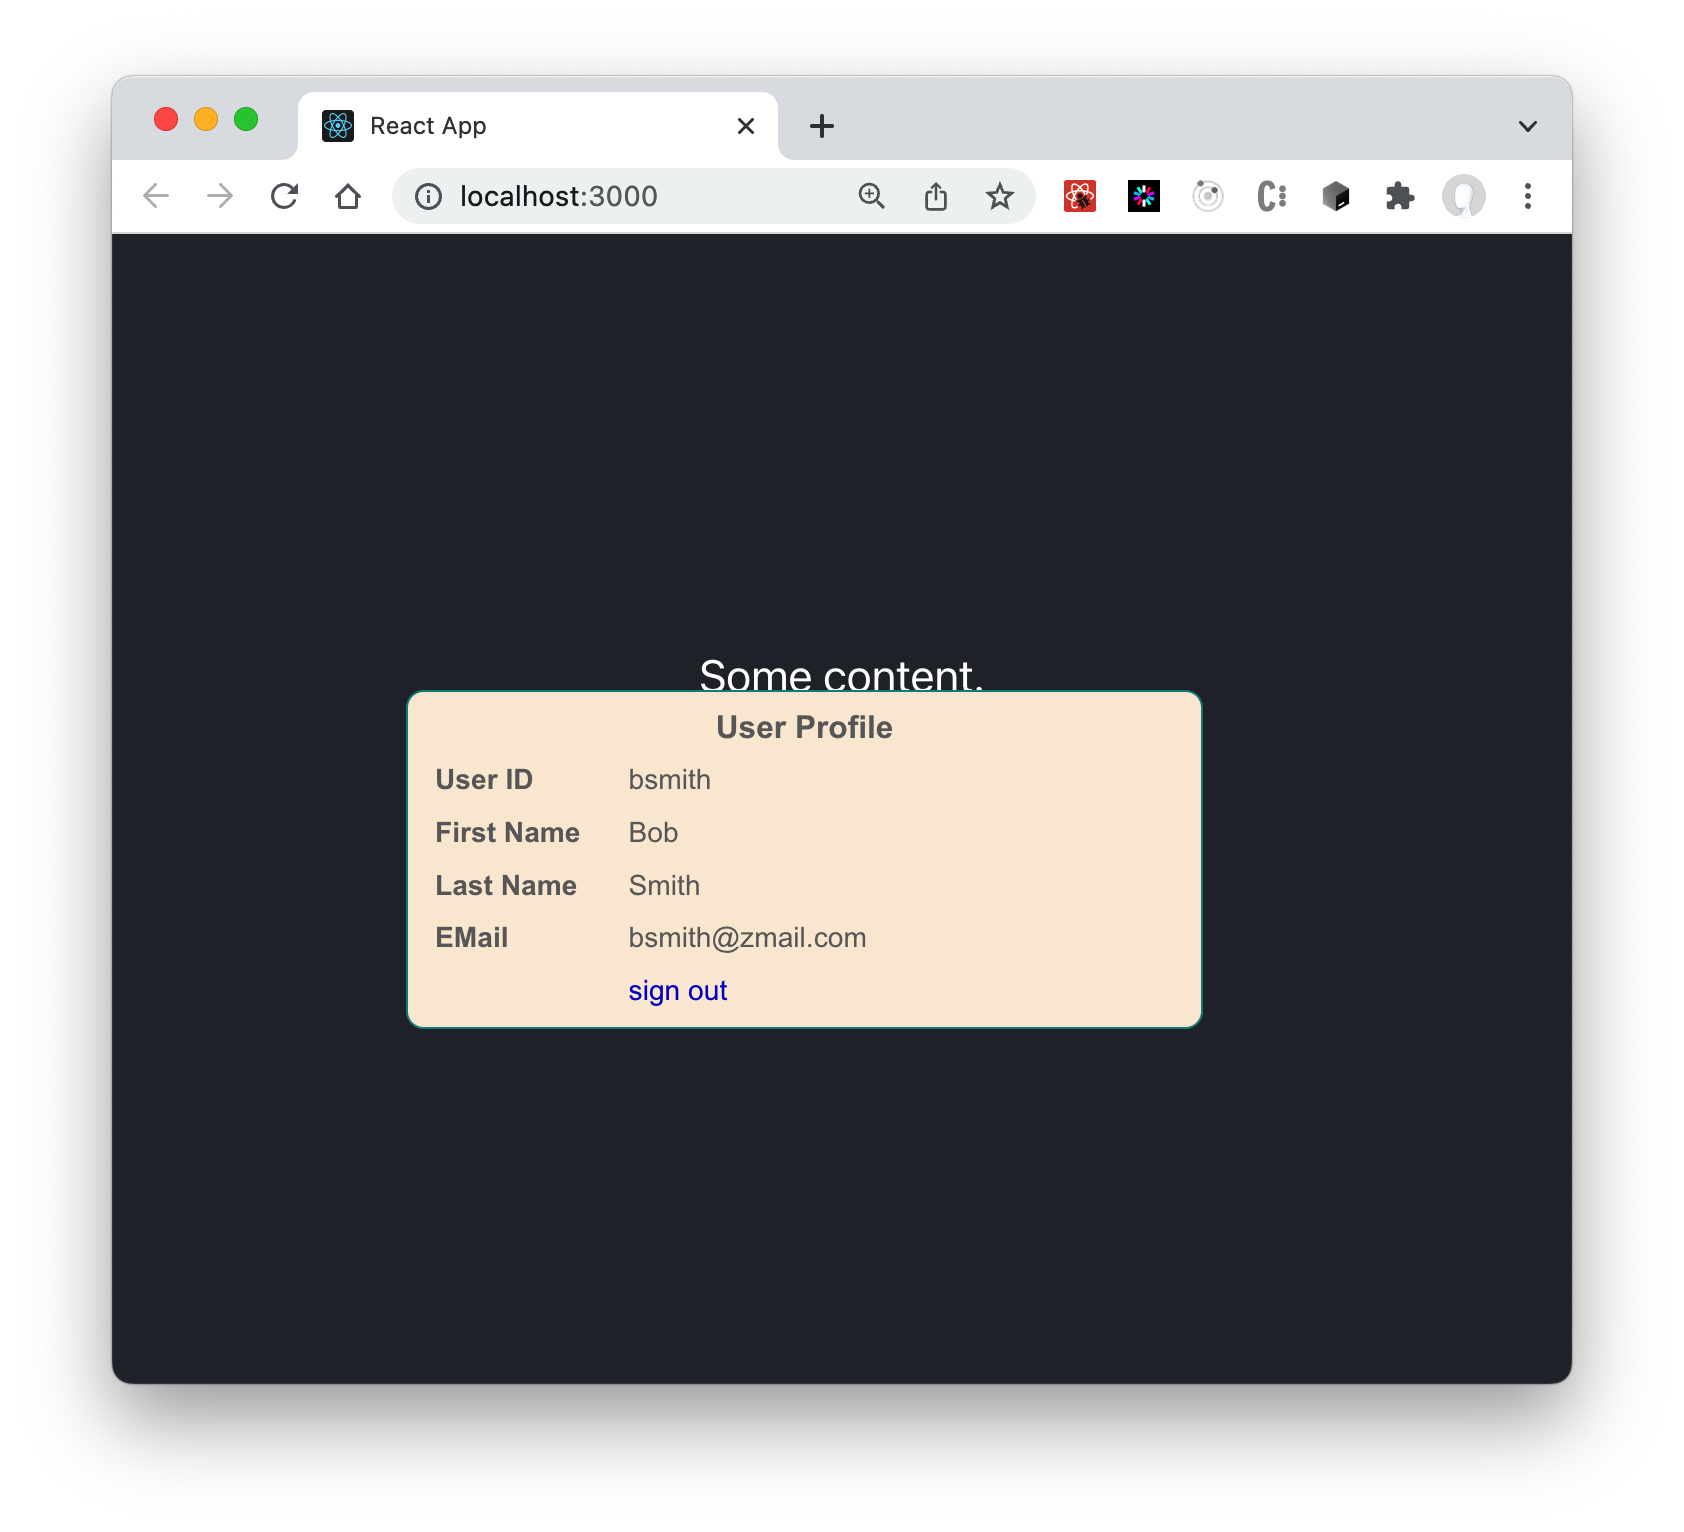 React App
localhost:3000
Some content.
User Profile
User ID bsmith
First Name Bob
Last Name Smith
EMail bsmith@zmail.com
sign out